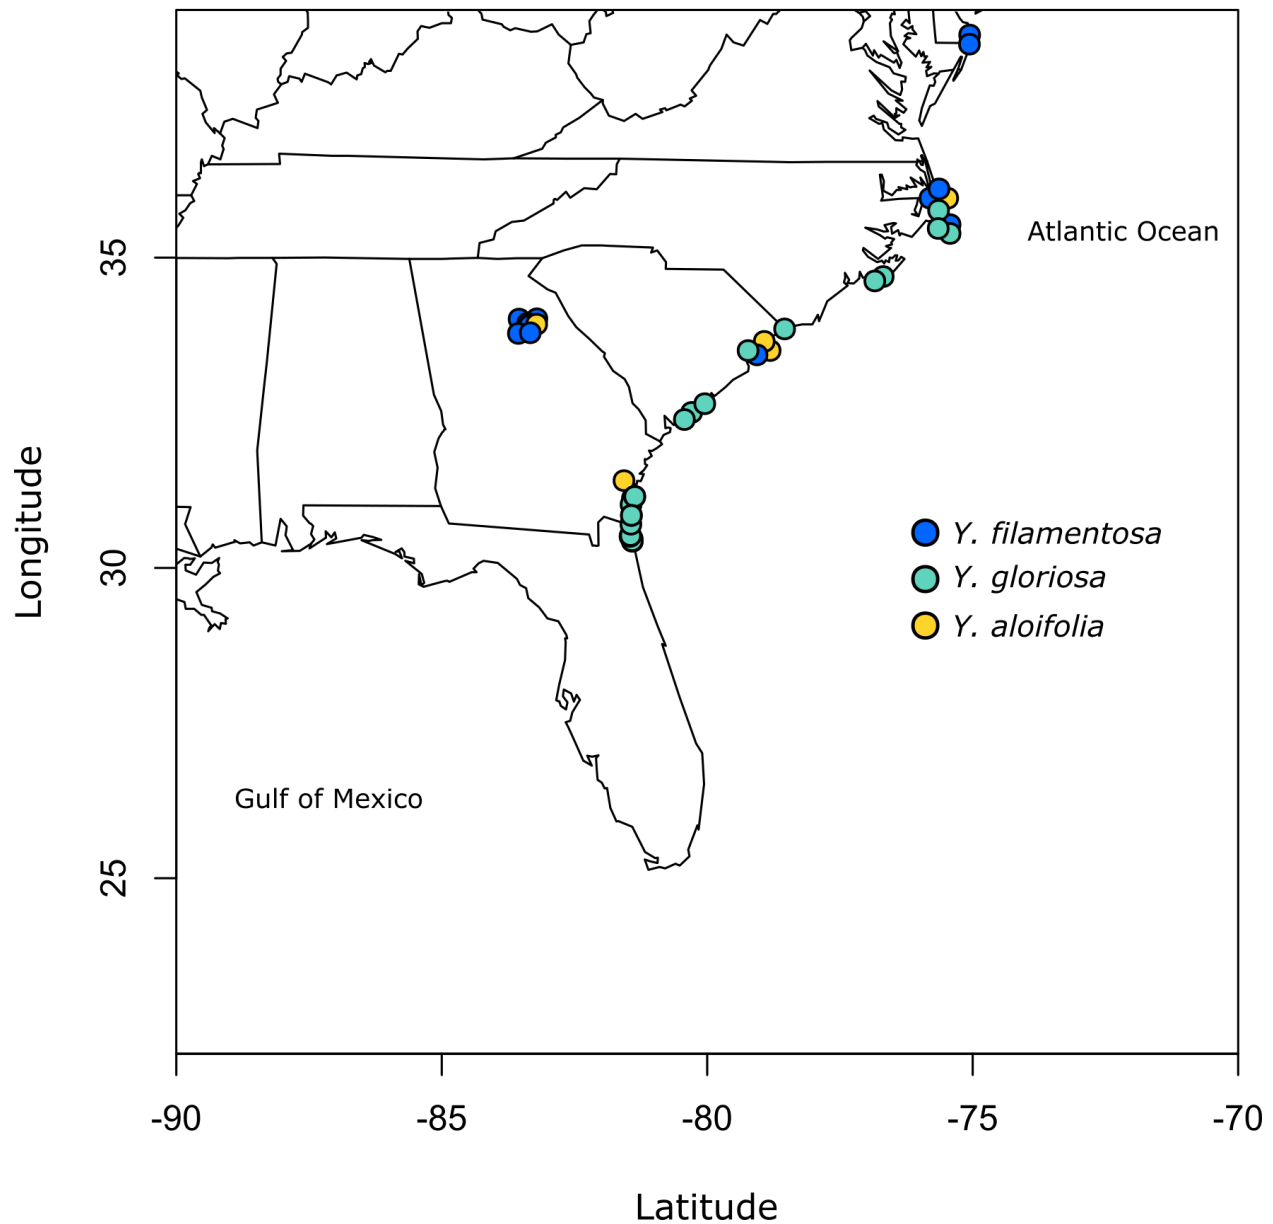 Atlantic Ocean
35
Y. filamentosa
30
Y. gloriosa
Longitude
Y. aloifolia
Gulf of Mexico
25
-90 -85 -80 -75 -70
Latitude